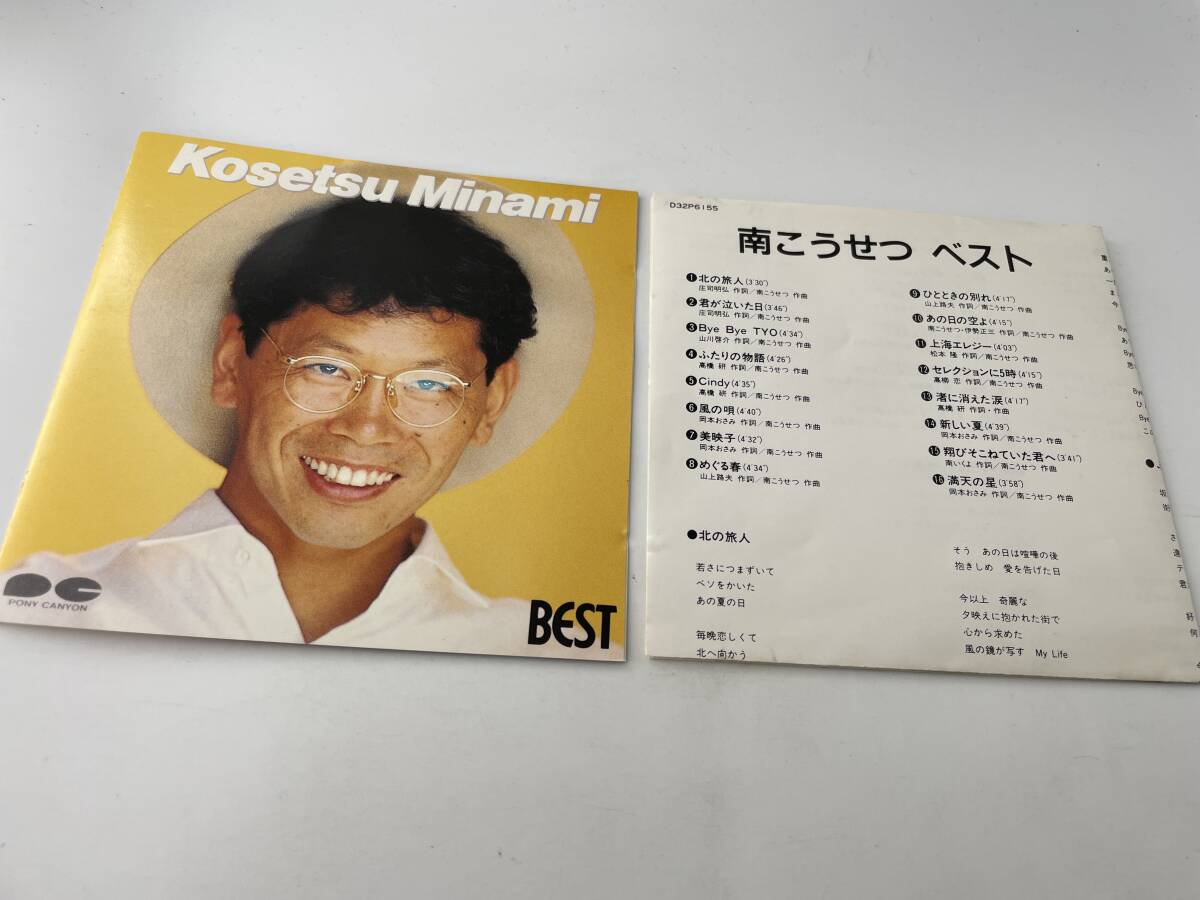 Kosetsu Minami
PONY CANYON
BEST
D32P6155
南こうせつ ベスト
❶北の旅人(3'30")
庄司明弘 作詞/南こうせつ 作曲
❷君が泣いた日(3'46")
庄司明弘 作詞/南こうせつ 作曲
❸Bye Bye TYO(4'34")
山川啓介 作詞/南こうせつ 作曲
❹ふたりの物語(4'26")
高橋 研 作詞/南こうせつ 作曲
❺Cindy(4'35")
高橋 研 作詞/南こうせつ 作曲
❻風の唄(4'40")
岡本おさみ 作詞/南こうせつ 作曲
❼美映子(4'32")
岡本おさみ 作詞/南こうせつ 作曲
❽めぐる春(4'34")
山上路夫 作詞/南こうせつ 作曲
❾ひとときの別れ(4'17")
山上路夫 作詞/南こうせつ 作曲
❿あの日の空よ(4'15")
南こうせつ・伊勢正三 作詞/南こうせつ 作曲
⓫上海エレジー(4'03")
松本 隆 作詞/南こうせつ 作曲
⓬セレクションに5時(4'15")
高柳 恋 作詞/南こうせつ 作曲
⓭渚に消えた涙(4'17")
高橋 研 作詞・作曲
⓮新しい夏(4'39")
岡本おさみ 作詞/南こうせつ 作曲
⓯翔びそこねていた君へ(3'41")
南いくよ 作詞/南こうせつ 作曲
⓰満天の星(3'58")
岡本おさみ 作詞/南こうせつ 作曲
●北の旅人
若さにつまずいて
ベソをかいた
あの夏の日
毎晩恋しくて
北へ向かう
そう あの日は喧嘩の後
抱きしめ 愛を告げた日
今以上 奇麗な
夕映えに抱かれた街で
心から求めた
風の鏡が写す My Life